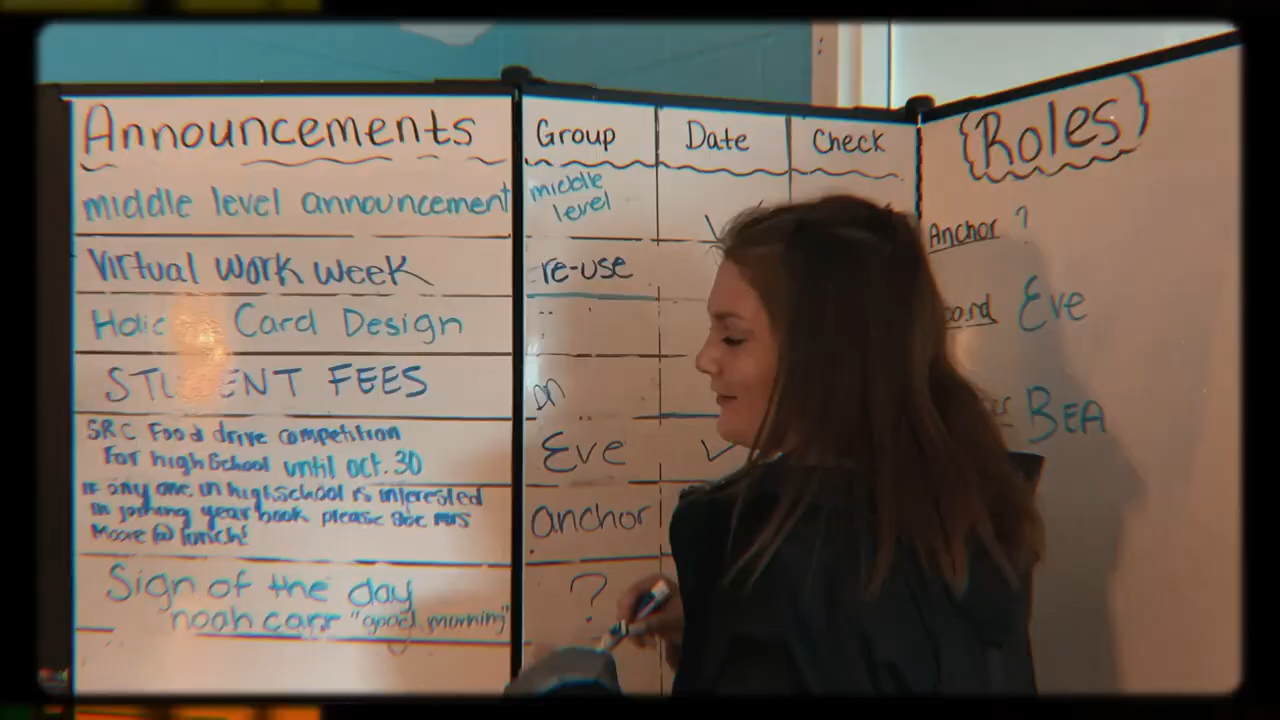 Announcements
middle level announcement
Virtual work week
Card Design
STUDENT FEES
SRC Food drive competition
For high School until oct. 30
If any one in highschool is interested
in joining year book please see mrs
Moore @ lunch!
Sign of the day
noah carr "good morning"
Group
middle
level
re-use
Eve
anchor
?
Date
Check
{Roles}
Anchor ?
Eve
BEA